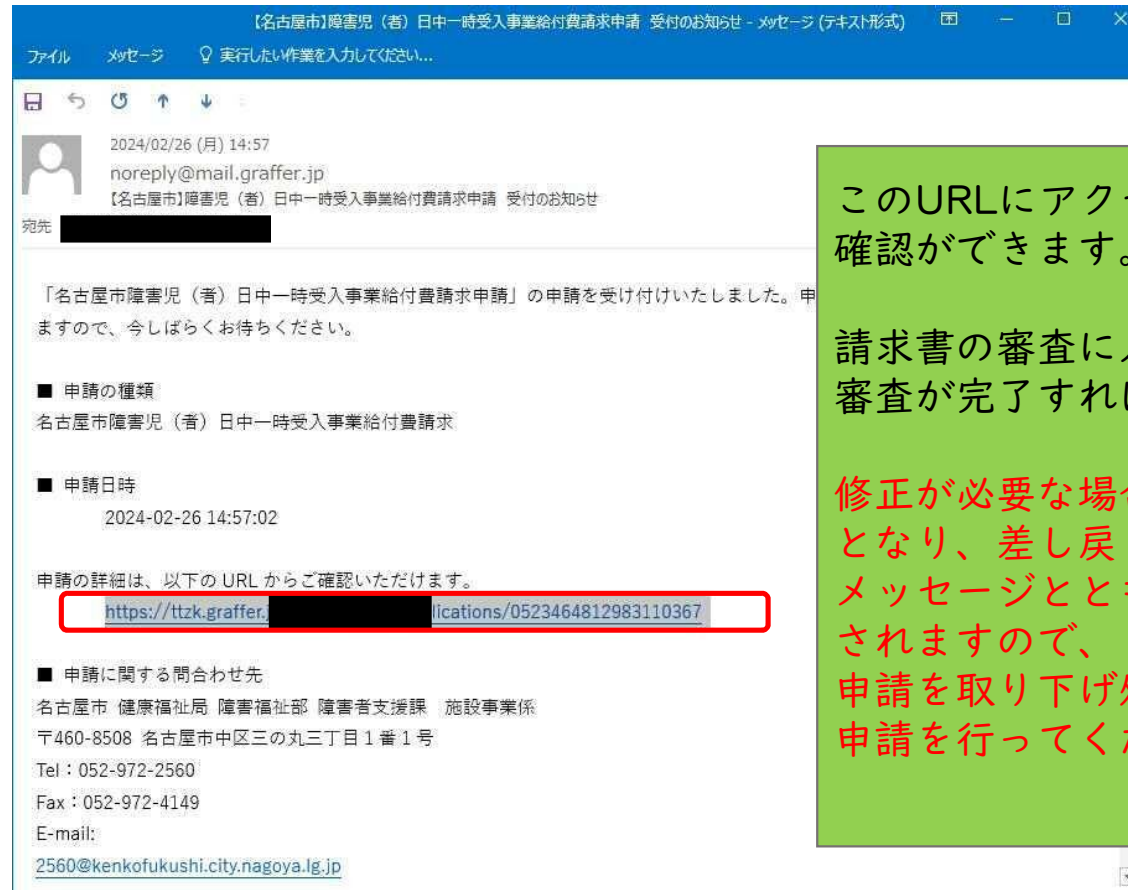 【名古屋市】障害児（者）日中一時受入事業給付費請求申請 受付のお知らせ - メッセージ (テキスト形式)
ファイル メッセージ 実行したい作業を入力してください...
2024/02/26 (月) 14:57
noreply@mail.graffer.jp
【名古屋市】障害児（者）日中一時受入事業給付費請求申請 受付のお知らせ
宛先
「名古屋市障害児（者）日中一時受入事業給付費請求申請」の申請を受け付けいたしました。申
ますので、今しばらくお待ちください。
■ 申請の種類
名古屋市障害児（者）日中一時受入事業給付費請求
■ 申請日時
2024-02-26 14:57:02
申請の詳細は、以下の URL からご確認いただけます。
https://ttzk.graffer. lications/0523464812983110367
■ 申請に関する問合わせ先
名古屋市 健康福祉局 障害福祉部 障害者支援課 施設事業係
〒460-8508 名古屋市中区三の丸三丁目１番１号
Tel：052-972-2560
Fax：052-972-4149
E-mail:
2560@kenkofukushi.city.nagoya.lg.jp
このURLにアク
確認ができます。
請求書の審査に
審査が完了すれ
修正が必要な場
となり、差し戻
メッセージとと
されますので、
申請を取り下げ
申請を行ってく